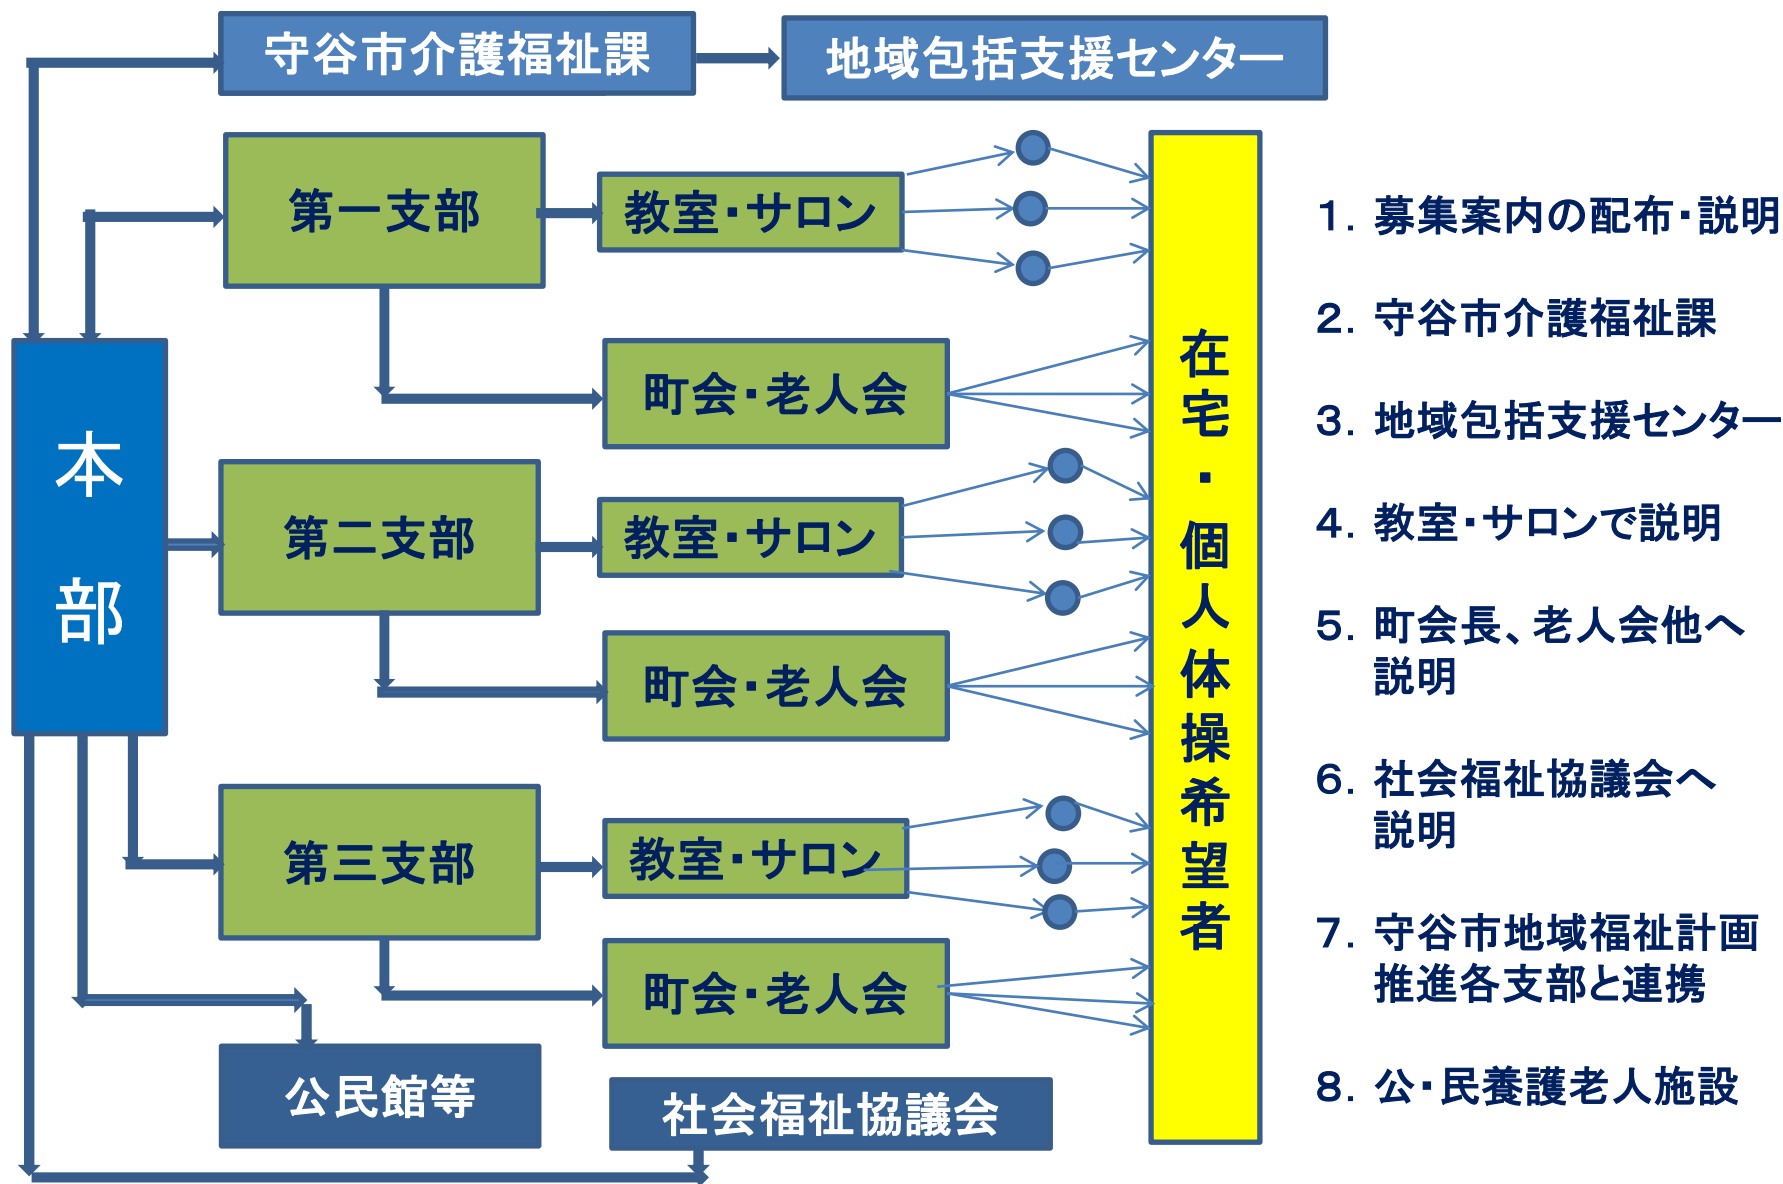 守谷市介護福祉課
地域包括支援センター
第一支部
教室・サロン
町会・老人会
本部
第二支部
教室・サロン
町会・老人会
第三支部
教室・サロン
町会・老人会
公民館等
社会福祉協議会
在宅・個人体操希望者
1. 募集案内の配布・説明
2. 守谷市介護福祉課
3. 地域包括支援センター
4. 教室・サロンで説明
5. 町会長、老人会他へ
説明
6. 社会福祉協議会へ
説明
7. 守谷市地域福祉計画
推進各支部と連携
8. 公・民養護老人施設